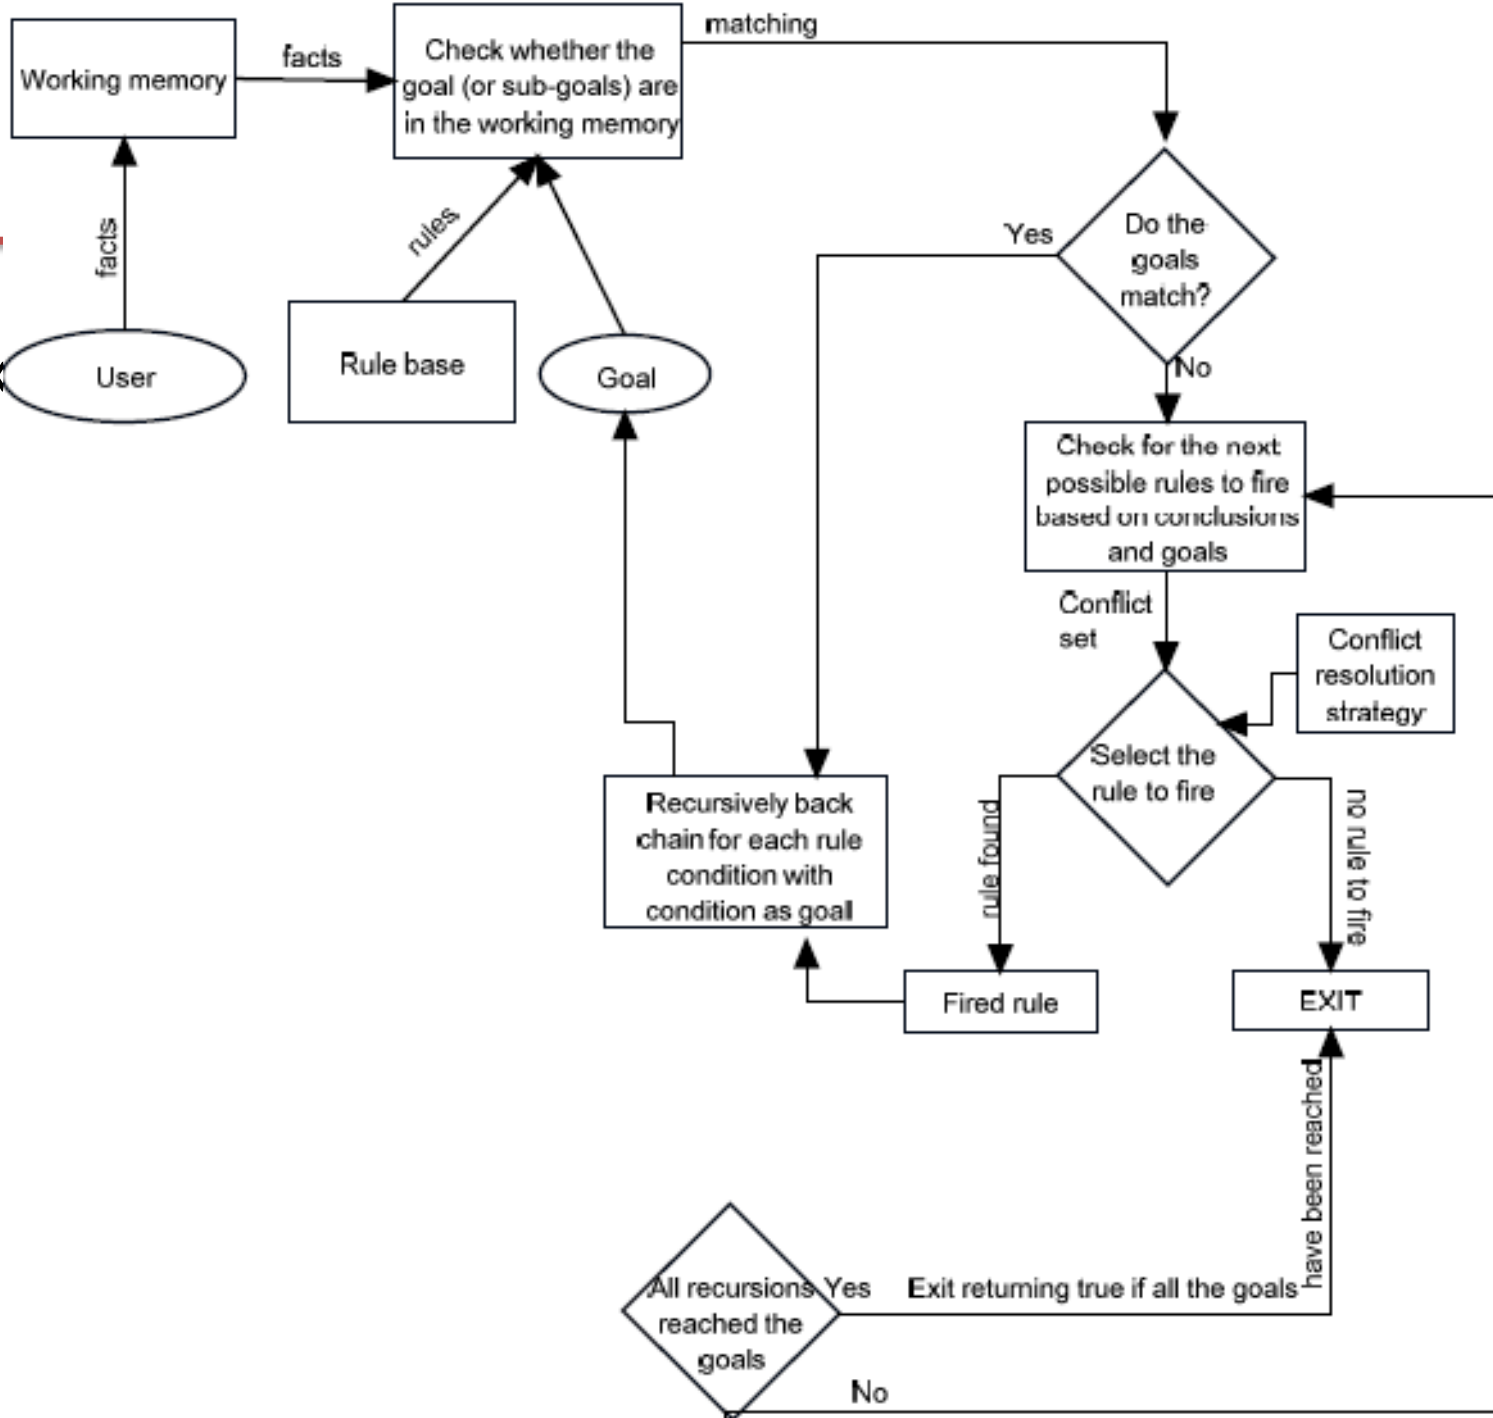 matching
facts
Working memory
Check whether the
goal (or sub-goals) are
in the working memory
facts
rules
Yes
Do the
goals
match?
No
User
Rule base
Goal
Check for the next
possible rules to fire
based on conclusions
and goals
Conflict
set
Conflict
resolution
strategy
Select the
rule to fire
rule found
no rule to fire
Recursively back
chain for each rule
condition with
condition as goal
Fired rule
EXIT
have been reached
All recursions
reached the
goals
Yes
Exit returning true if all the goals
No